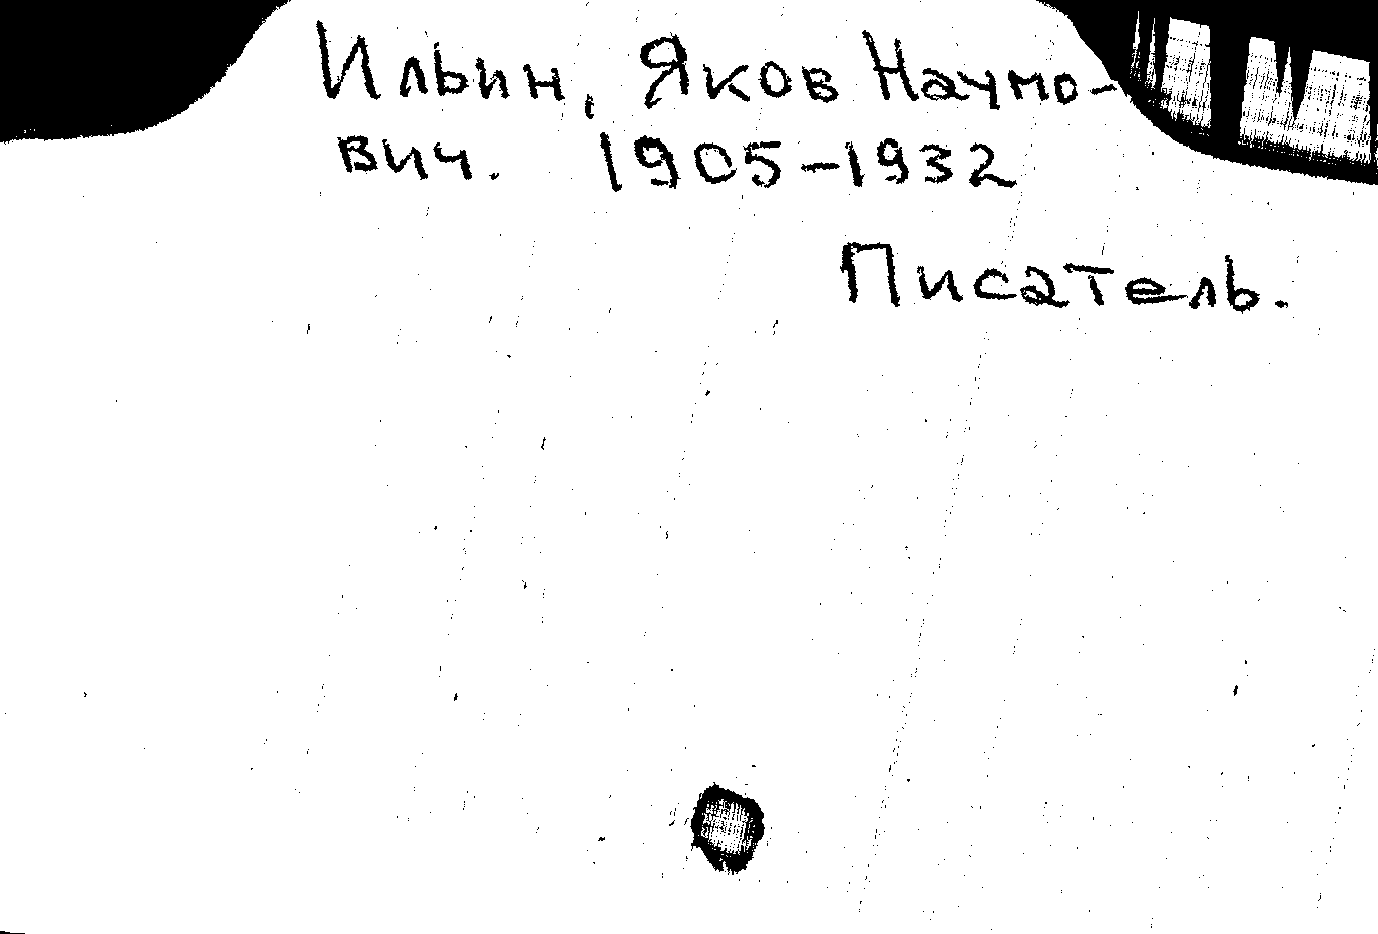 Ильин, Яков Наумо-
вич. 1905-1932
Писатель.